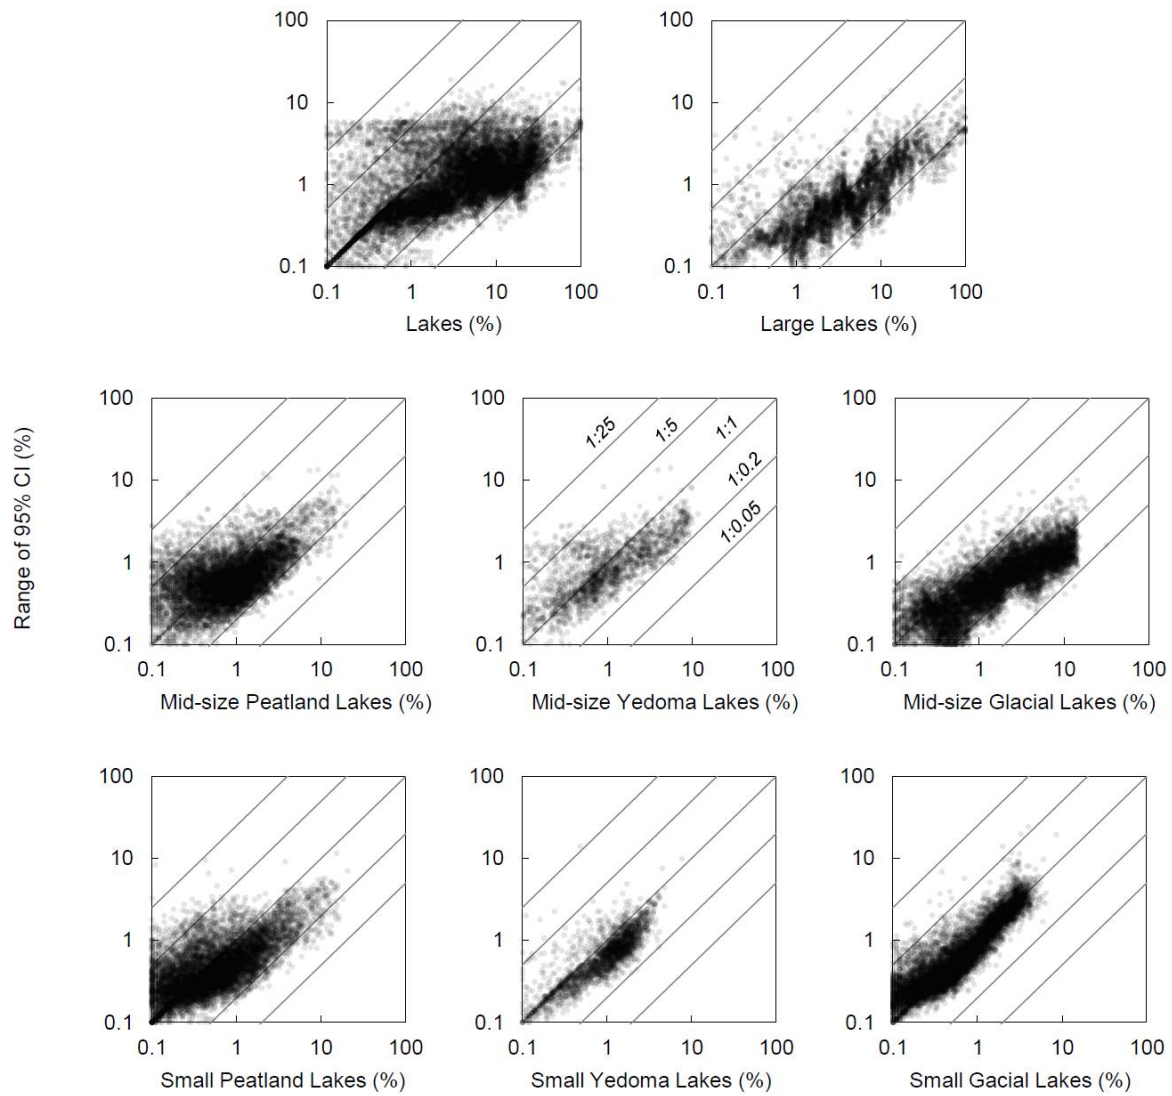 100
10
1
0.1
0.1 1 10 100
Lakes (%)
100
10
1
0.1
0.1 1 10 100
Large Lakes (%)
Range of 95% CI (%)
100
10
1
0.1
0.1 1 10 100
Mid-size Peatland Lakes (%)
100
10
1
0.1
1:25
1:5
1:1
1:0.2
1:0.05
0.1 1 10 100
Mid-size Yedoma Lakes (%)
100
10
1
0.1
0.1 1 10 100
Mid-size Glacial Lakes (%)
100
10
1
0.1
0.1 1 10 100
Small Peatland Lakes (%)
100
10
1
0.1
0.1 1 10 100
Small Yedoma Lakes (%)
100
10
1
0.1
0.1 1 10 100
Small Gacial Lakes (%)